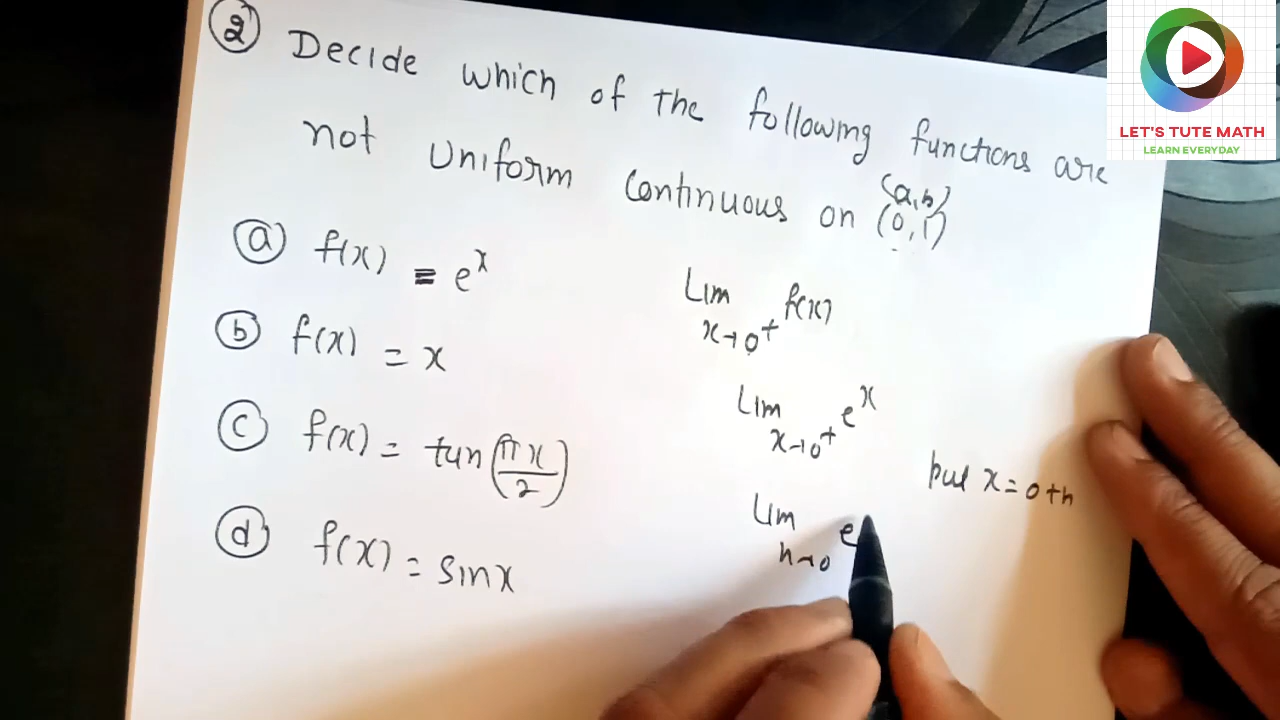 ② Decide which of the following functions are
not Uniform Continuous on (0,1)
(a,b)
ⓐ f(x) = e^x
ⓑ f(x) = x
ⓒ f(x) = tan(πx/2)
ⓓ f(x) = sinx
Lim x→0+ f(x)
Lim x→0+ e^x
put x=0+h
Lim h→0 e
LET'S TUTE MATH
LEARN EVERYDAY